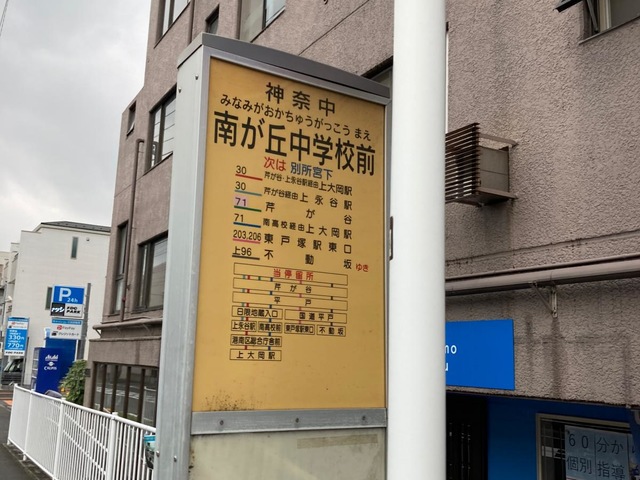 神奈中
みなみがおかちゅうがっこう まえ
南が丘中学校前
次は 別所宮下
30 芹が谷・上永谷駅経由上大岡駅
30 芹が谷経由上永谷駅
71 芹が谷
71 南高校経由上大岡駅
203,206 東戸塚駅東口
上96 不動坂 ゆき
当停留所
芹が谷
平戸
日限地蔵入口 国道平戸
上永谷駅 南高校前 東戸塚駅東口 不動坂
港南区総合庁舎前
上大岡駅
P 24h
Asahi
mo
u
60分か
個別指導